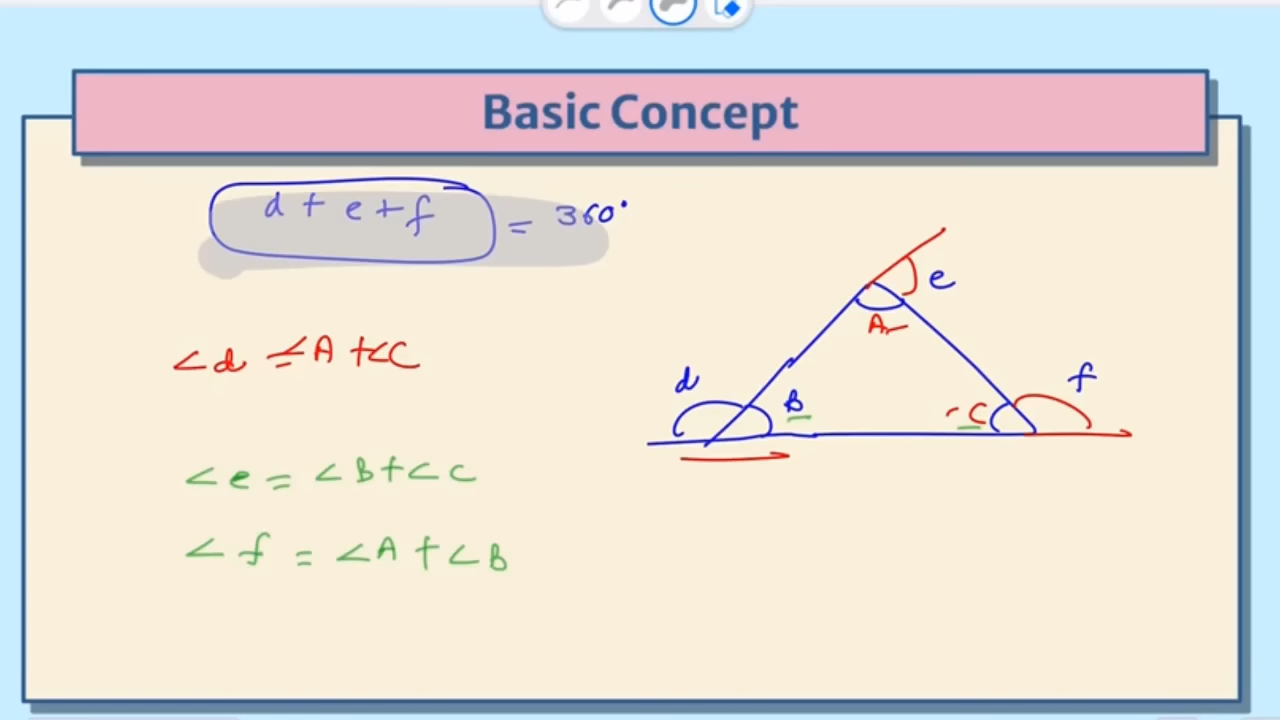 Basic Concept
d + e + f = 360°
∠d = ∠A + ∠C
∠e = ∠B + ∠C
∠f = ∠A + ∠B
e
A
d
B
C
f